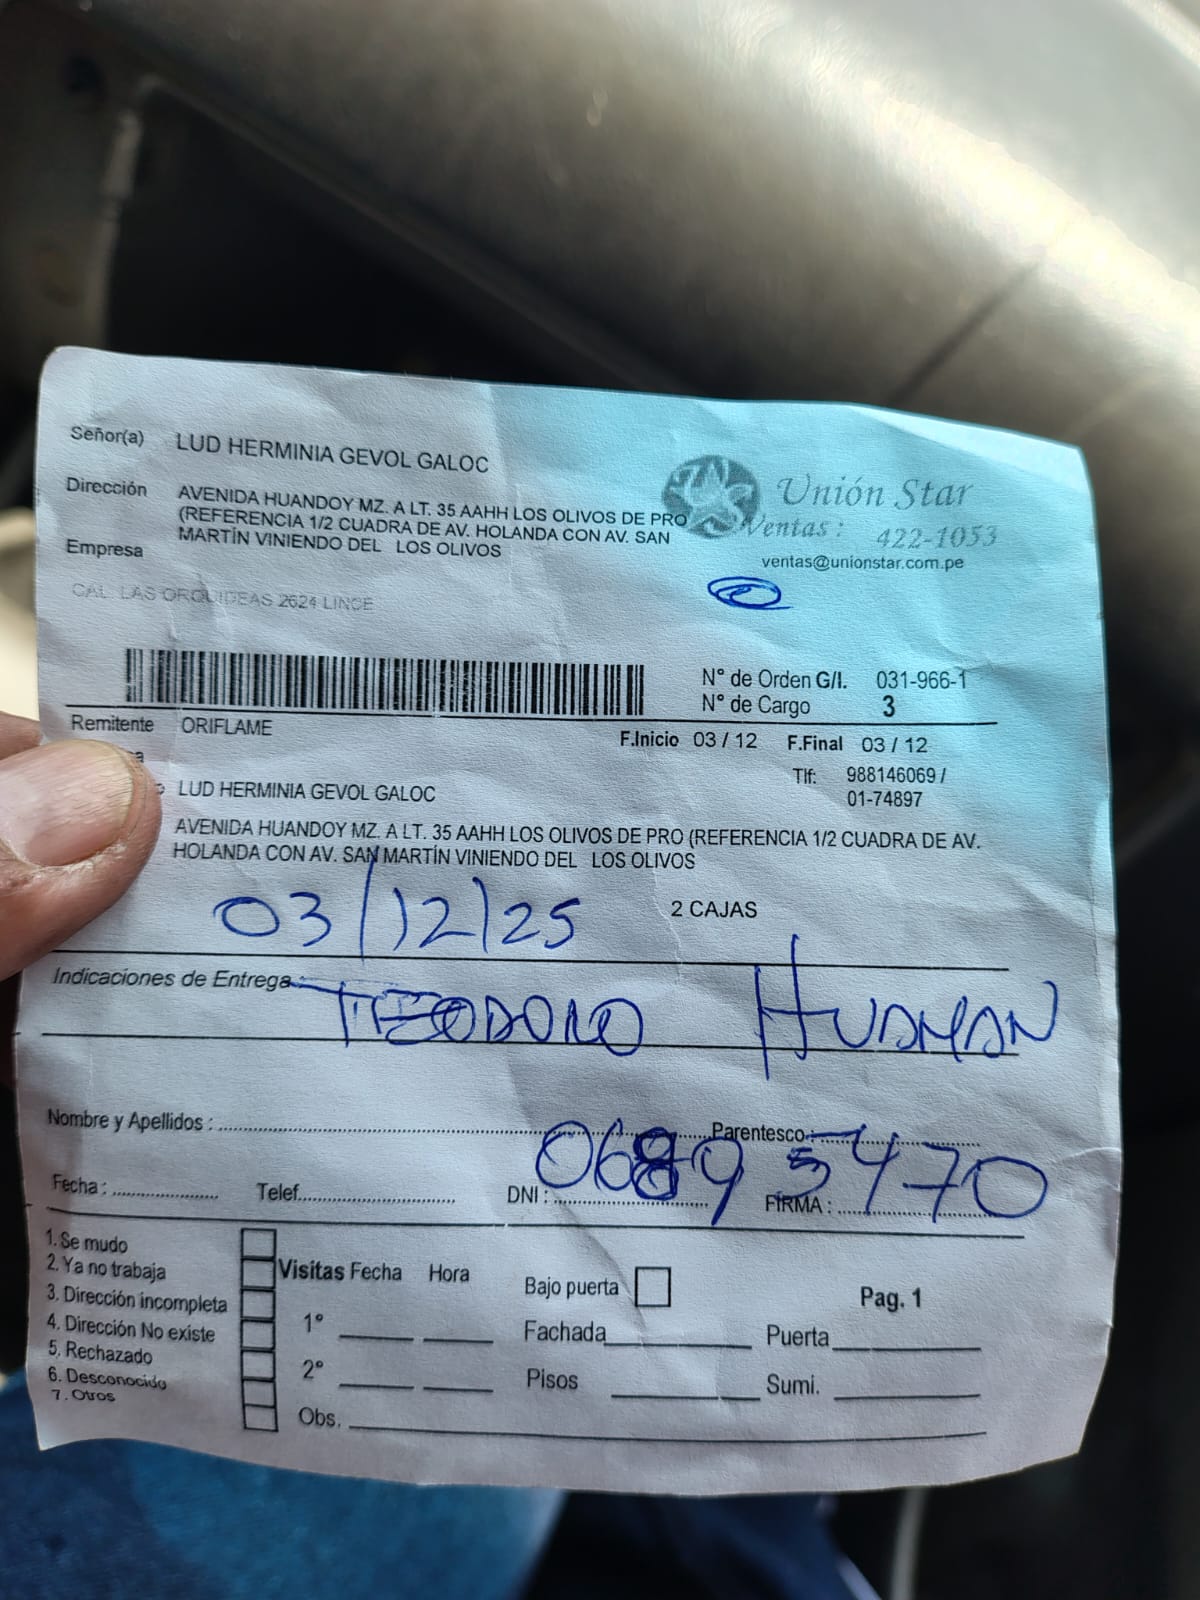 Señor(a) LUD HERMINIA GEVOL GALOC
Dirección AVENIDA HUANDOY MZ. A LT. 35 AAHH LOS OLIVOS DE PRO
(REFERENCIA 1/2 CUADRA DE AV. HOLANDA CON AV. SAN
MARTÍN VINIENDO DEL LOS OLIVOS
Empresa
CAL. LAS ORQUIDEAS 2624 LINCE
Unión Star
Ventas: 422-1053
ventas@unionstar.com.pe
N° de Orden G/I. 031-966-1
N° de Cargo 3
Remitente ORIFLAME
F.Inicio 03 / 12 F.Final 03 / 12
Tlf: 988146069 /
01-74897
LUD HERMINIA GEVOL GALOC
AVENIDA HUANDOY MZ. A LT. 35 AAHH LOS OLIVOS DE PRO (REFERENCIA 1/2 CUADRA DE AV.
HOLANDA CON AV. SAN MARTÍN VINIENDO DEL LOS OLIVOS
03/12/25 2 CAJAS
Indicaciones de Entrega:
TEODORO HUAMAN
Nombre y Apellidos : Parentesco.:
06895470
Fecha : Telef. DNI : FIRMA :
1. Se mudo
2. Ya no trabaja
3. Dirección incompleta
4. Dirección No existe
5. Rechazado
6. Desconocido
7. Otros
Visitas Fecha Hora
1°
2°
Obs.
Bajo puerta
Fachada Puerta
Pisos Sumi.
Pag. 1